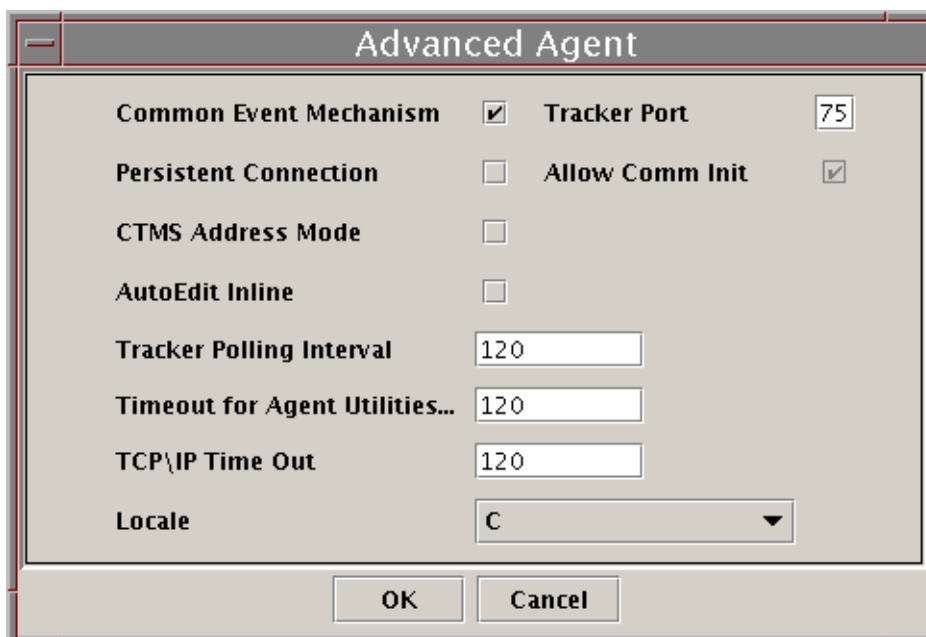 Advanced Agent
Common Event Mechanism Tracker Port 75
Persistent Connection Allow Comm Init
CTMS Address Mode
AutoEdit Inline
Tracker Polling Interval 120
Timeout for Agent Utilities... 120
TCP\IP Time Out 120
Locale C
OK Cancel